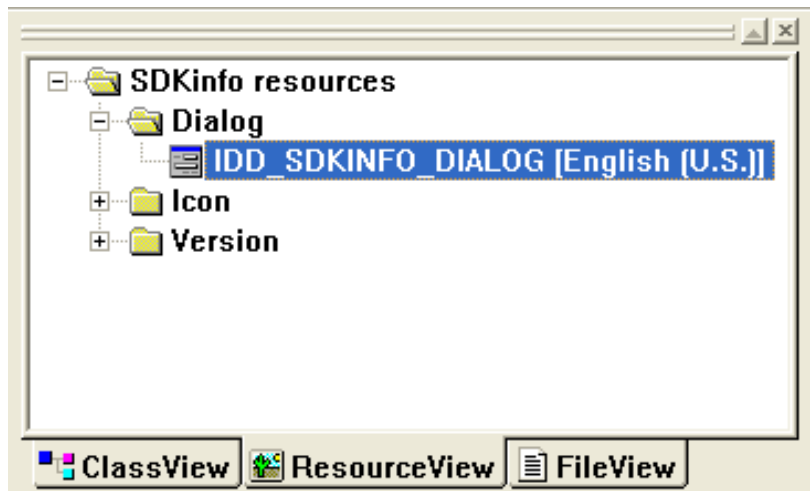 SDKinfo resources
Dialog
IDD_SDKINFO_DIALOG [English (U.S.)]
Icon
Version
ClassView ResourceView FileView